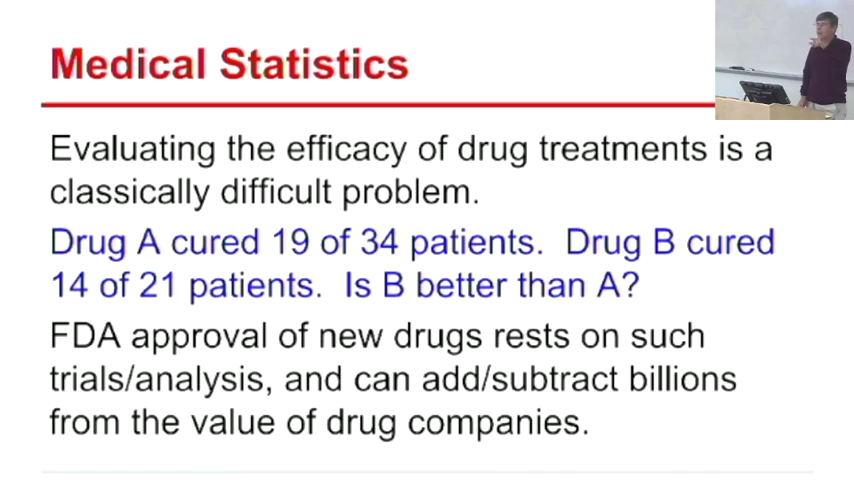 Medical Statistics
Evaluating the efficacy of drug treatments is a
classically difficult problem.
Drug A cured 19 of 34 patients.  Drug B cured
14 of 21 patients.  Is B better than A?
FDA approval of new drugs rests on such
trials/analysis, and can add/subtract billions
from the value of drug companies.